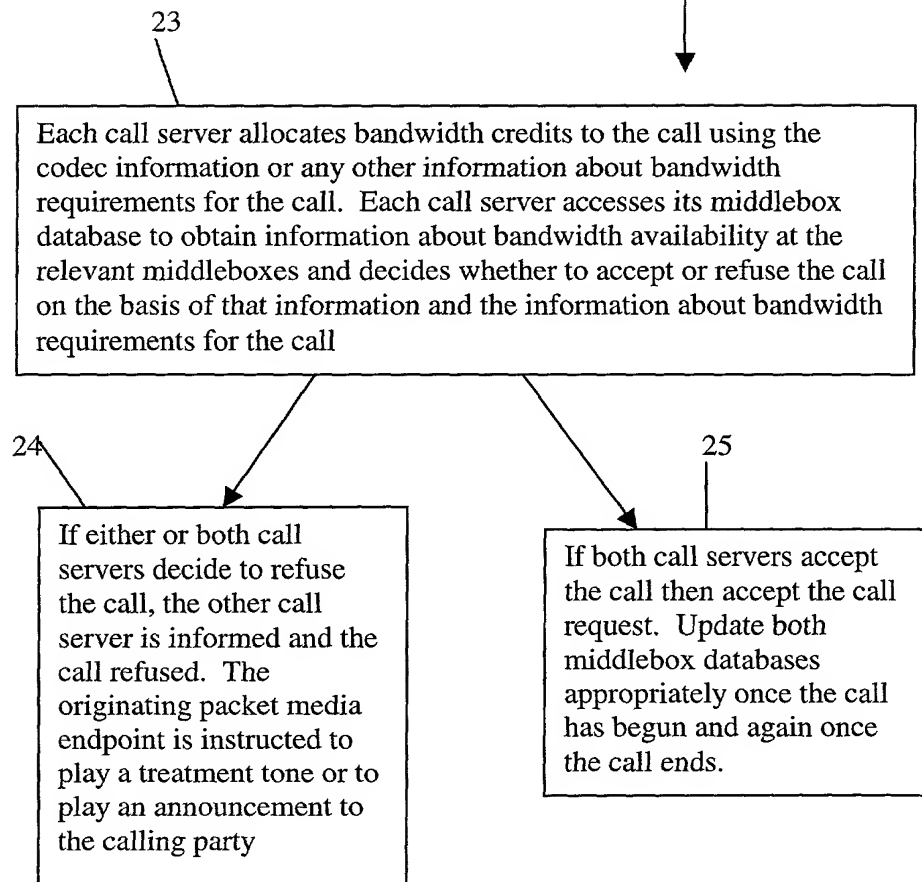 23
Each call server allocates bandwidth credits to the call using the
codec information or any other information about bandwidth
requirements for the call.  Each call server accesses its middlebox
database to obtain information about bandwidth availability at the
relevant middleboxes and decides whether to accept or refuse the call
on the basis of that information and the information about bandwidth
requirements for the call
24
If either or both call
servers decide to refuse
the call, the other call
server is informed and the
call refused.  The
originating packet media
endpoint is instructed to
play a treatment tone or to
play an announcement to
the calling party
25
If both call servers accept
the call then accept the call
request.  Update both
middlebox databases
appropriately once the call
has begun and again once
the call ends.